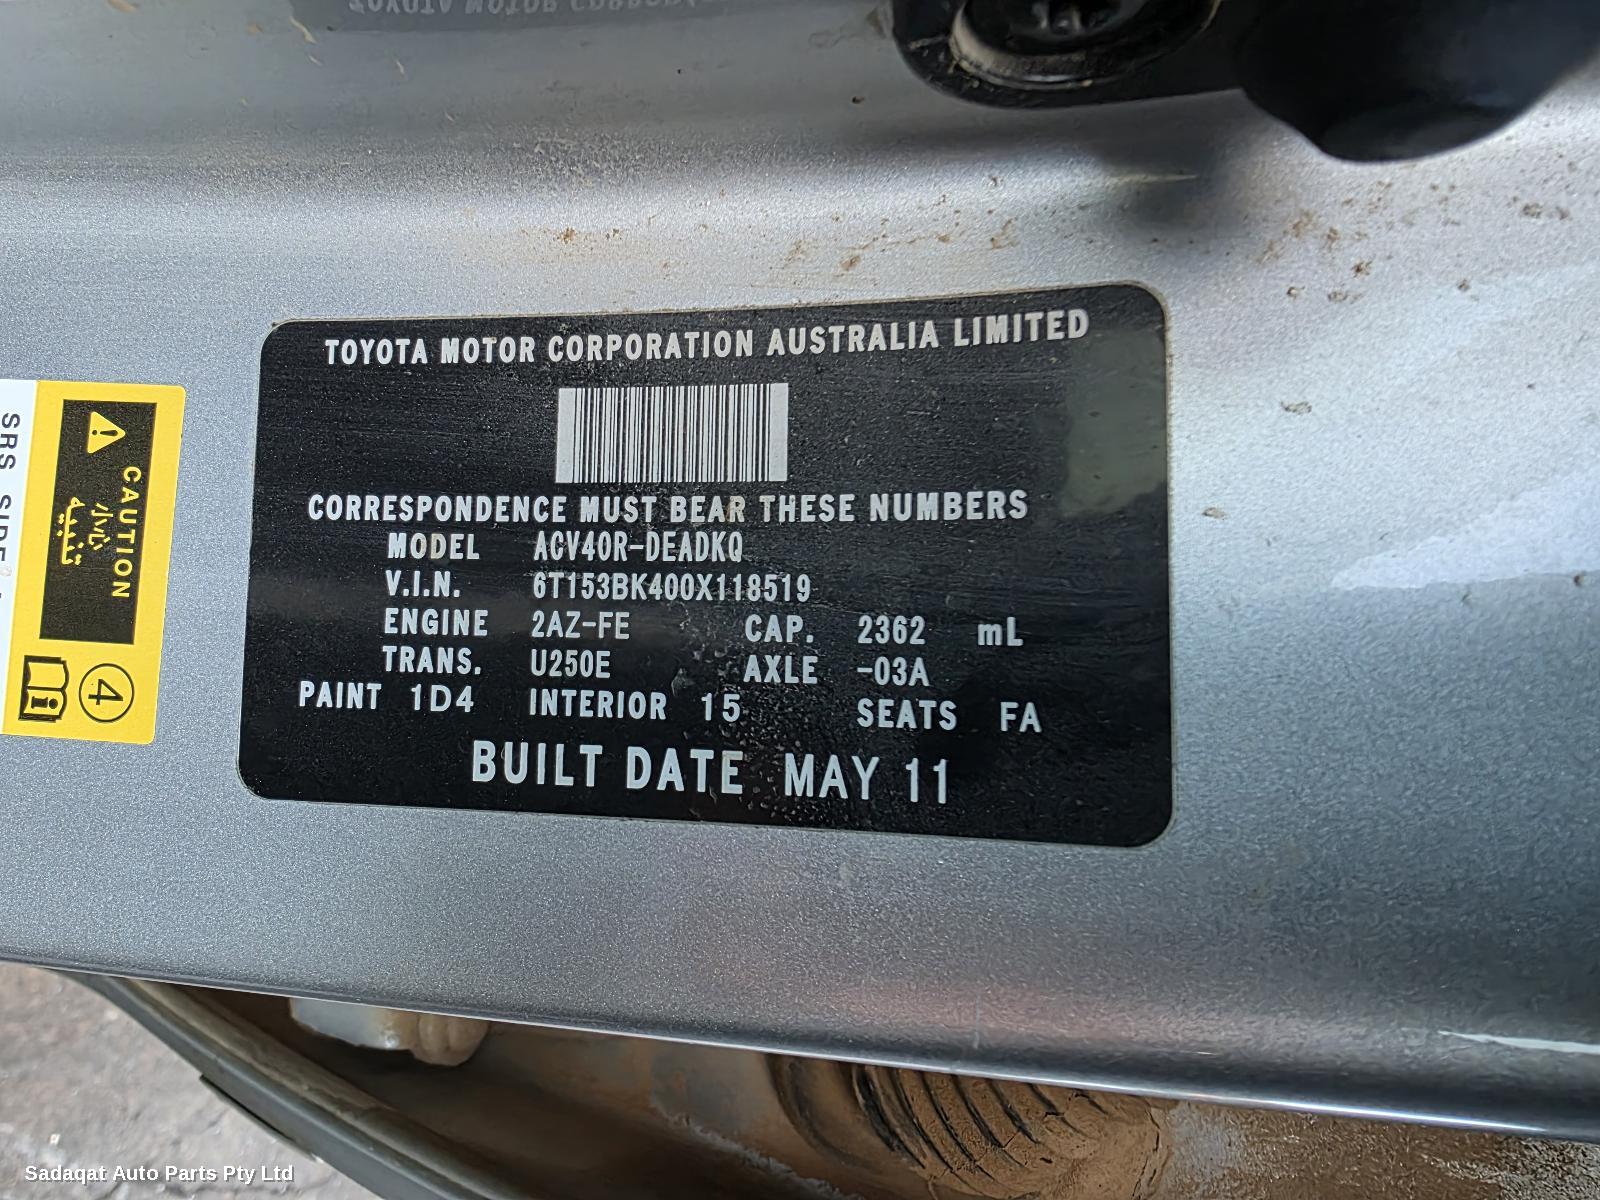 TOYOTA MOTOR CORPORATION AUSTRALIA LIMITED
CORRESPONDENCE MUST BEAR THESE NUMBERS
MODEL ACV40R-DEADKQ
V.I.N. 6T153BK400X118519
ENGINE 2AZ-FE CAP. 2362 mL
TRANS. U250E AXLE -03A
PAINT 1D4 INTERIOR 15 SEATS FA
BUILT DATE MAY 11
CAUTION
تنبيه
SRS SIDE
4
Sadaqat Auto Parts Pty Ltd